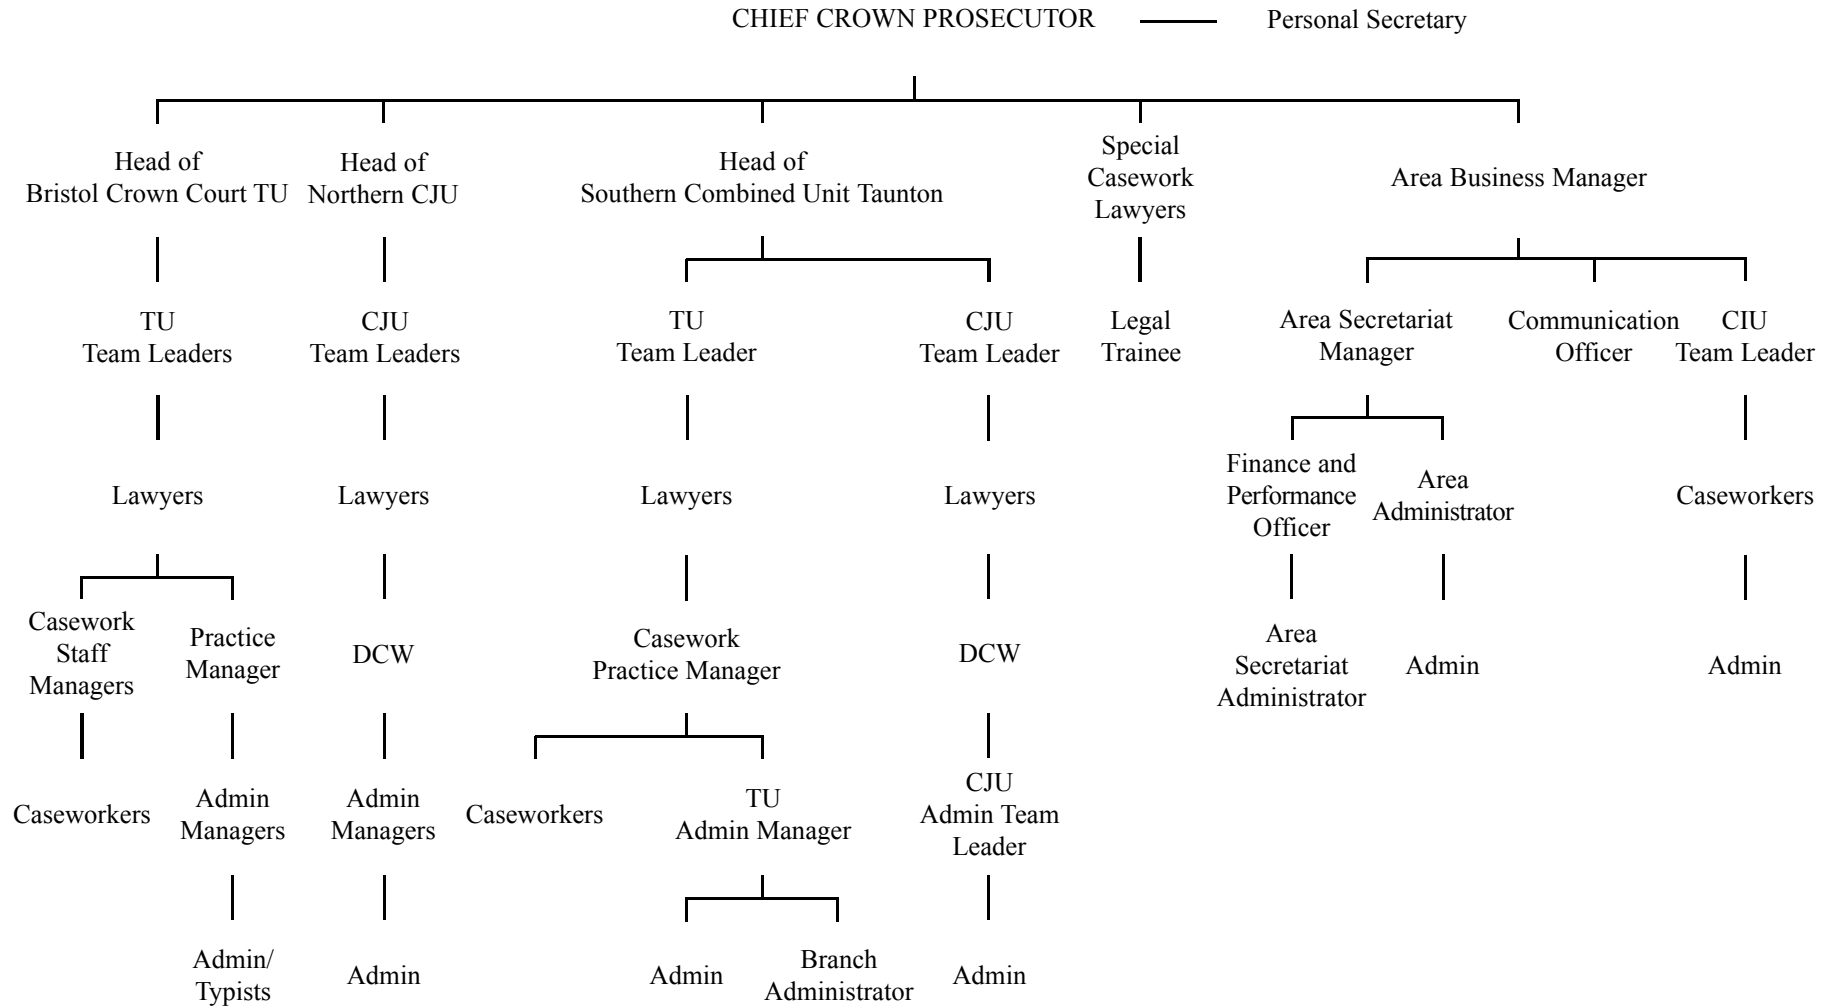 CHIEF CROWN PROSECUTOR
Personal Secretary
Head of
Bristol Crown Court TU
Head of
Northern CJU
Head of
Southern Combined Unit Taunton
Special
Casework
Lawyers
Area Business Manager
TU
Team Leaders
CJU
Team Leaders
TU
Team Leader
CJU
Team Leader
Legal
Trainee
Area Secretariat
Manager
Communication
Officer
CIU
Team Leader
Lawyers
Lawyers
Lawyers
Lawyers
Finance and
Performance
Officer
Area
Administrator
Caseworkers
Casework
Staff
Managers
Practice
Manager
DCW
Casework
Practice Manager
DCW
Area
Secretariat
Administrator
Admin
Admin
Caseworkers
Admin
Managers
Admin
Managers
Caseworkers
TU
Admin Manager
CJU
Admin Team
Leader
Admin/
Typists
Admin
Admin
Branch
Administrator
Admin